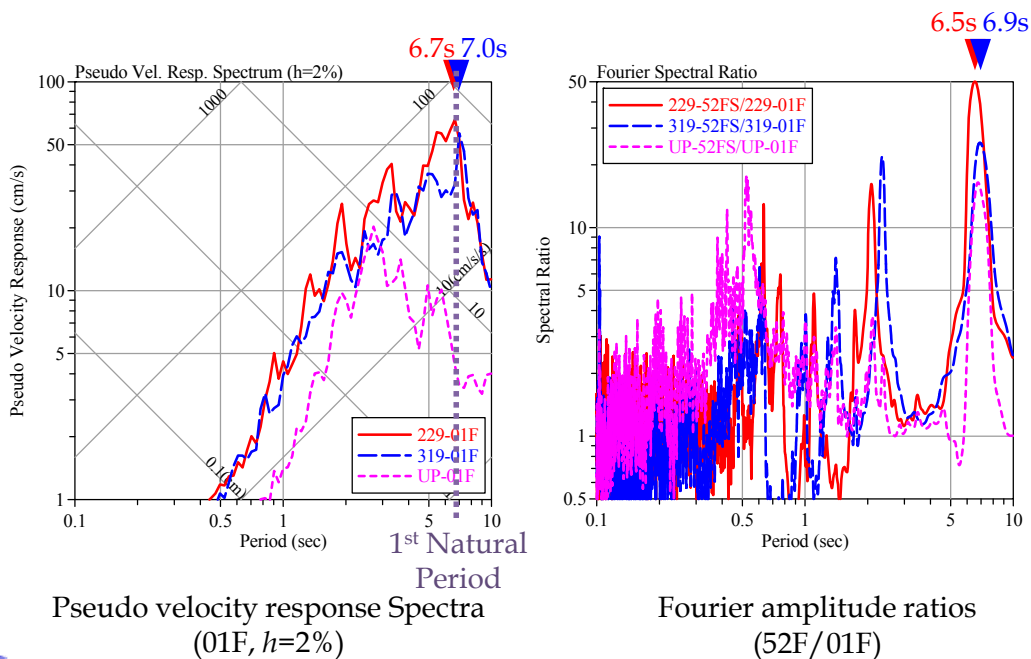 6.7s 7.0s
Pseudo Vel. Resp. Spectrum (h=2%)
100
50
10
5
1
Pseudo Velocity Response (cm/s)
1000
100
10(cm/s/s)
10
229-01F
319-01F
UP-01F
0.1 0.5 1 5 10
Period (sec)
1st Natural
Period
Pseudo velocity response Spectra
(01F, h=2%)
6.5s 6.9s
Fourier Spectral Ratio
50
10
5
1
0.5
Spectral Ratio
229-52FS/229-01F
319-52FS/319-01F
UP-52FS/UP-01F
0.1 0.5 1 5 10
Period (sec)
Fourier amplitude ratios
(52F/01F)